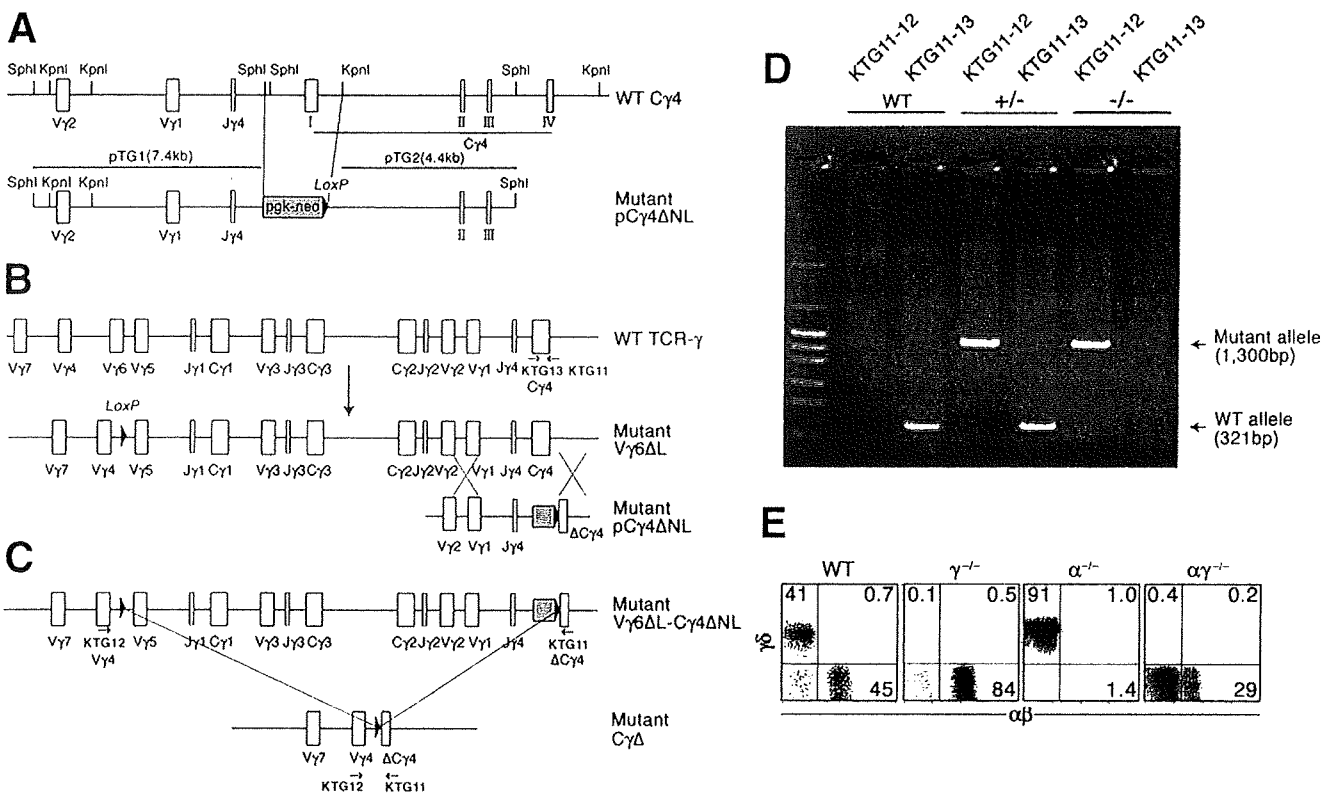 A
SphI KpnI KpnI SphI SphI KpnI SphI KpnI
WT Cγ4
Vγ2 Vγ1 Jγ4 I II III IV
Cγ4
pTG1(7.4kb) pTG2(4.4kb)
LoxP
SphI KpnI KpnI SphI
pgk-neo
Mutant
pCγ4ΔNL
Vγ2 Vγ1 Jγ4 II III
B
WT TCR-γ
Vγ7 Vγ4 Vγ6 Vγ5 Jγ1 Cγ1 Vγ3 Jγ3 Cγ3 Cγ2 Jγ2 Vγ2 Vγ1 Jγ4 KTG13 KTG11
Cγ4
LoxP
Mutant
Vγ6ΔL
Vγ7 Vγ4 Vγ5 Jγ1 Cγ1 Vγ3 Jγ3 Cγ3 Cγ2 Jγ2 Vγ2 Vγ1 Jγ4 Cγ4
Mutant
pCγ4ΔNL
ΔCγ4
Vγ2 Vγ1 Jγ4
C
Mutant
Vγ6ΔL-Cγ4ΔNL
Vγ7 KTG12 Vγ5 Jγ1 Cγ1 Vγ3 Jγ3 Cγ3 Cγ2 Jγ2 Vγ2 Vγ1 Jγ4 KTG11
Vγ4 ΔCγ4
Mutant
CγΔ
Vγ7 Vγ4 ΔCγ4
KTG12 KTG11
D
KTG11-12 KTG11-13 KTG11-12 KTG11-13 KTG11-12 KTG11-13
WT +/- -/-
Mutant allele
(1,300bp)
WT allele
(321bp)
E
WT γ-/- α-/- αγ-/-
41 0.7 0.1 0.5 91 1.0 0.4 0.2
γδ
45 84 1.4 29
αβ